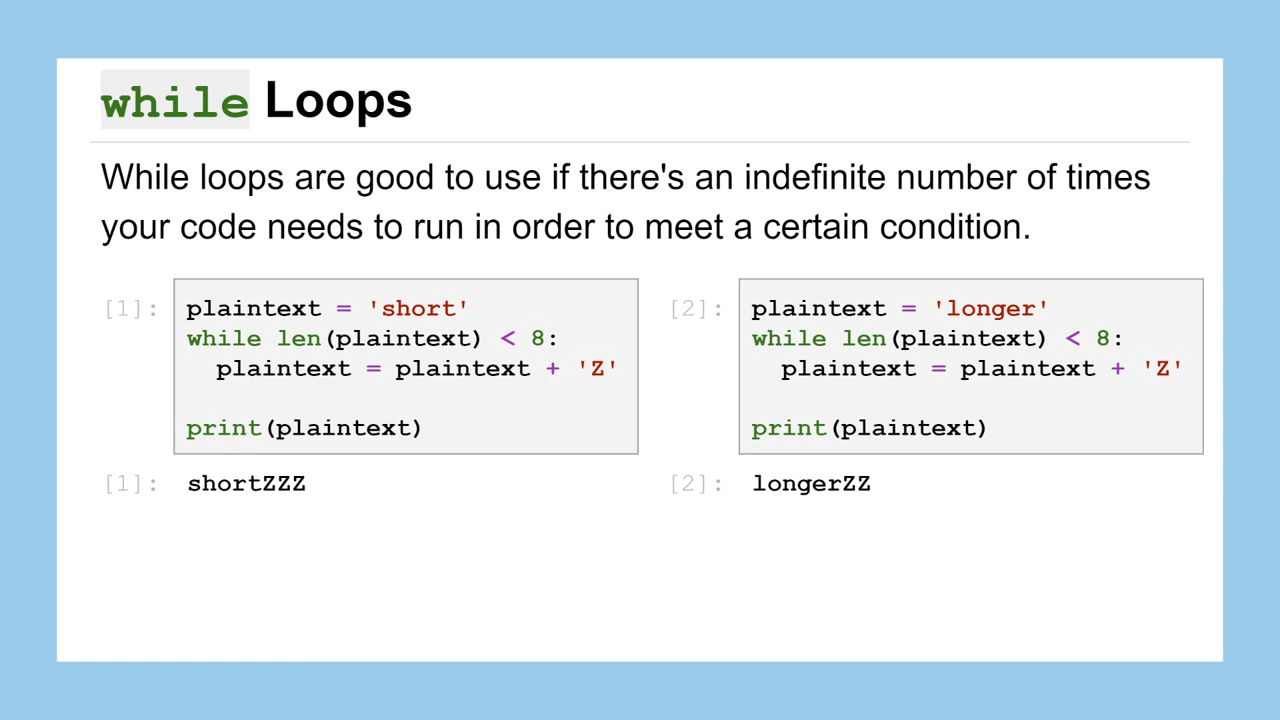 while Loops
While loops are good to use if there's an indefinite number of times
your code needs to run in order to meet a certain condition.
[1]:
plaintext = 'short'
while len(plaintext) < 8:
  plaintext = plaintext + 'Z'
print(plaintext)
[1]: shortZZZ
[2]:
plaintext = 'longer'
while len(plaintext) < 8:
  plaintext = plaintext + 'Z'
print(plaintext)
[2]: longerZZ